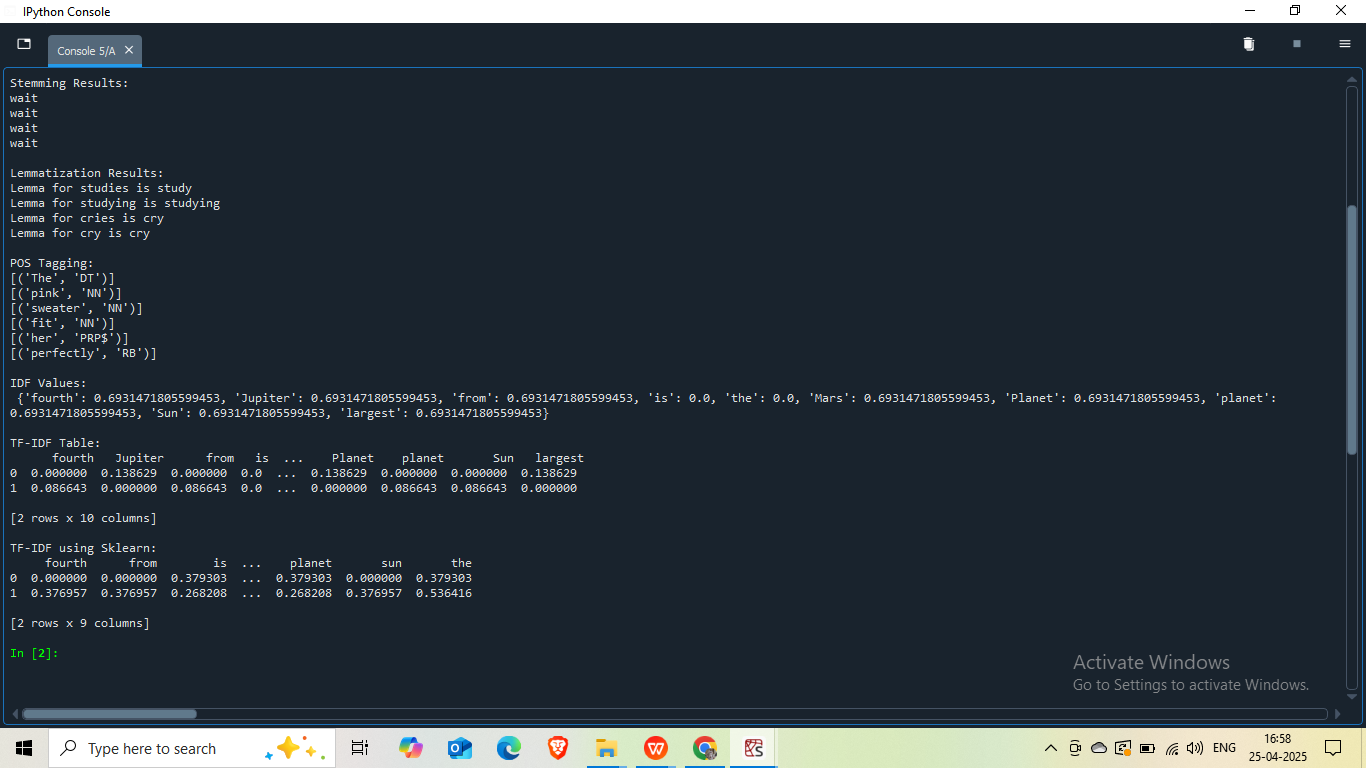 IPython Console
Console 5/A
Stemming Results:
wait
wait
wait
wait
Lemmatization Results:
Lemma for studies is study
Lemma for studying is studying
Lemma for cries is cry
Lemma for cry is cry
POS Tagging:
[('The', 'DT')]
[('pink', 'NN')]
[('sweater', 'NN')]
[('fit', 'NN')]
[('her', 'PRP$')]
[('perfectly', 'RB')]
IDF Values:
{'fourth': 0.6931471805599453, 'Jupiter': 0.6931471805599453, 'from': 0.6931471805599453, 'is': 0.0, 'the': 0.0, 'Mars': 0.6931471805599453, 'Planet': 0.6931471805599453, 'planet':
0.6931471805599453, 'Sun': 0.6931471805599453, 'largest': 0.6931471805599453}
TF-IDF Table:
fourth Jupiter from is ... Planet planet Sun largest
0 0.000000 0.138629 0.000000 0.0 ... 0.138629 0.000000 0.000000 0.138629
1 0.086643 0.000000 0.086643 0.0 ... 0.000000 0.086643 0.086643 0.000000
[2 rows x 10 columns]
TF-IDF using Sklearn:
fourth from is ... planet sun the
0 0.000000 0.000000 0.379303 ... 0.379303 0.000000 0.379303
1 0.376957 0.376957 0.268208 ... 0.268208 0.376957 0.536416
[2 rows x 9 columns]
In [2]:
Activate Windows
Go to Settings to activate Windows.
Type here to search
ENG
16:58
25-04-2025